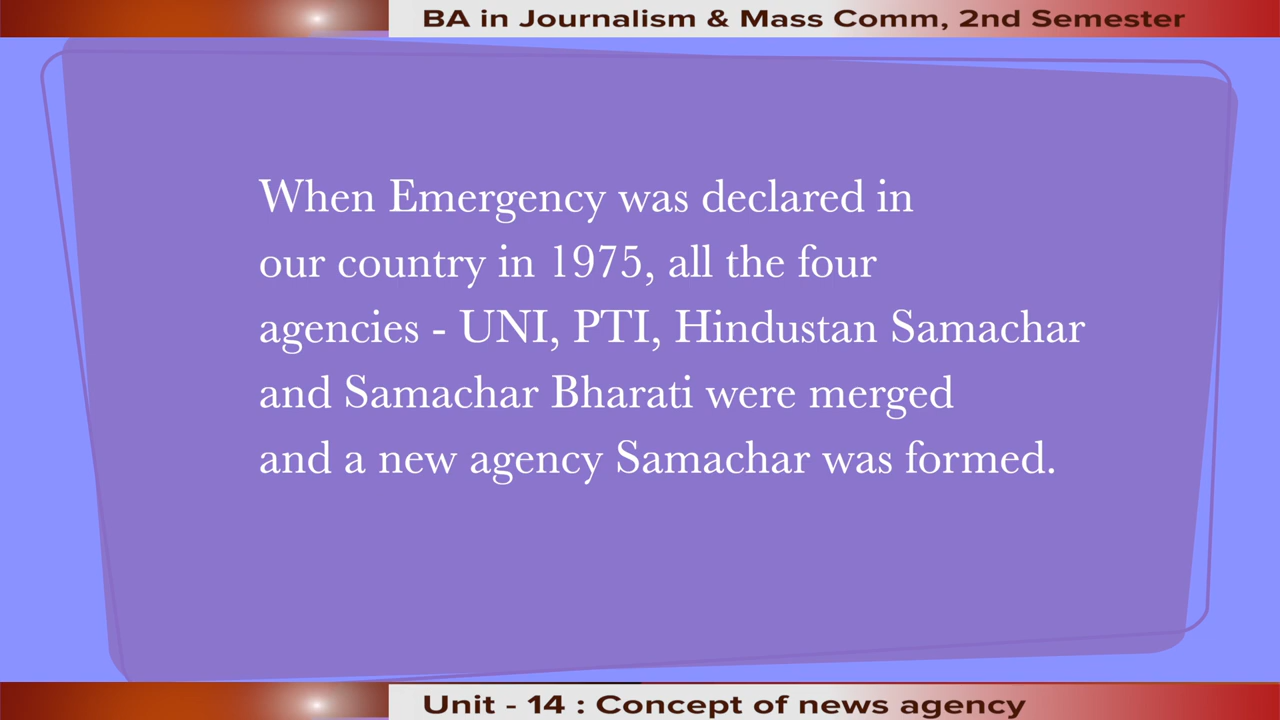 BA in Journalism & Mass Comm, 2nd Semester
When Emergency was declared in
our country in 1975, all the four
agencies - UNI, PTI, Hindustan Samachar
and Samachar Bharati were merged
and a new agency Samachar was formed.
Unit - 14 : Concept of news agency